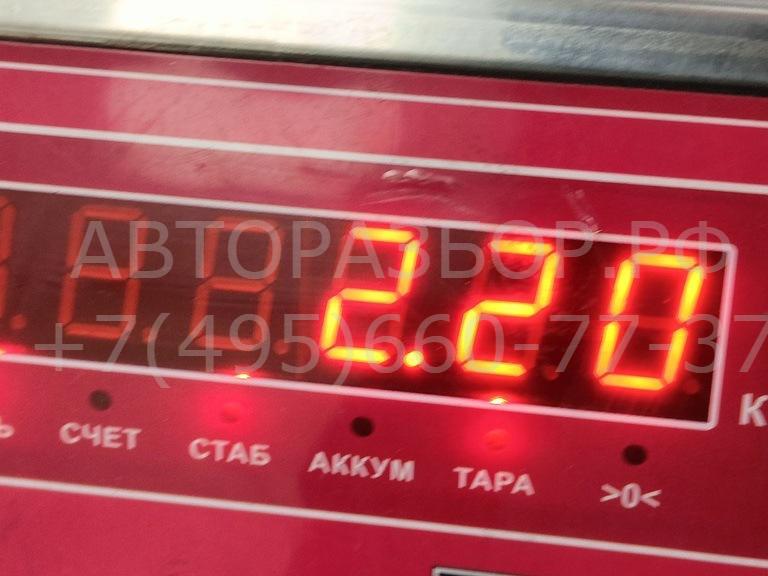 АВТОРАЗБОР.РФ
2.20
+7(495)660-77-37
К
Ь СЧЕТ СТАБ АККУМ ТАРА >0<